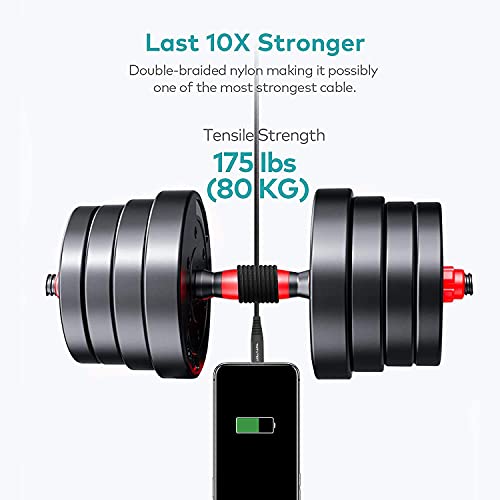 Last 10X Stronger
Double-braided nylon making it possibly
one of the most strongest cable.
Tensile Strength
175 lbs
(80 KG)